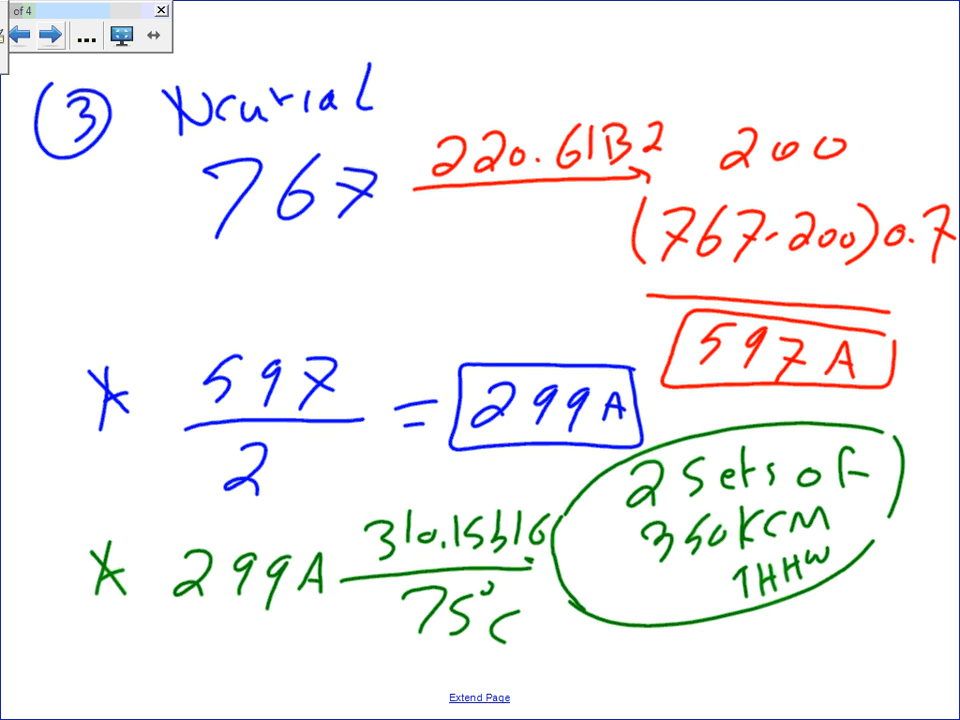 of 4
③ Neutral
767 220.61B2 200
(767-200)0.7
597A
* 597 / 2 = 299A
2 Sets of
350KCM
THHW
* 299A 310.15b16
75°C
Extend Page